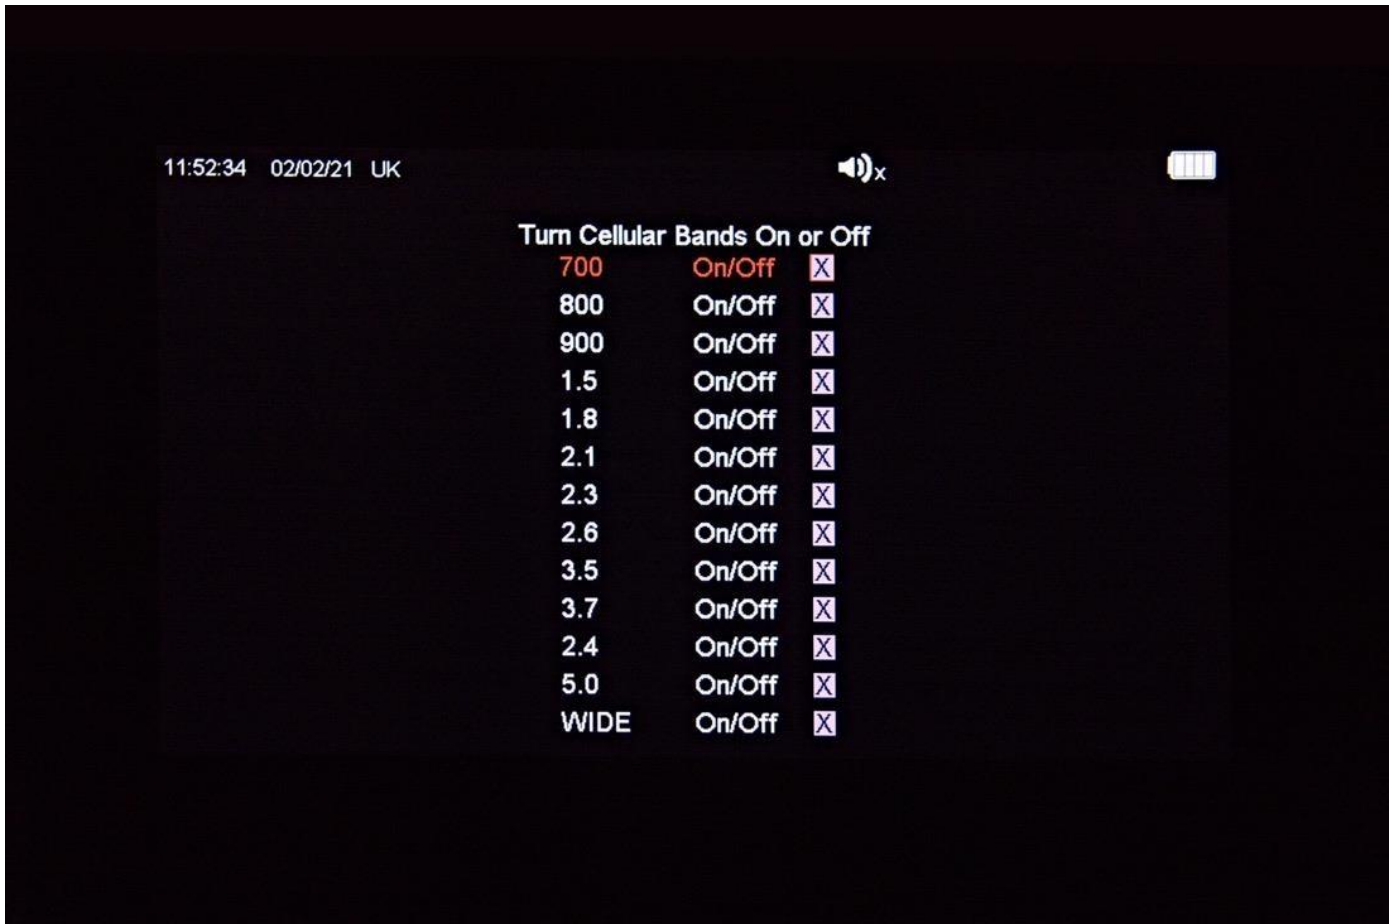 11:52:34 02/02/21 UK x
Turn Cellular Bands On or Off
700 On/Off X
800 On/Off X
900 On/Off X
1.5 On/Off X
1.8 On/Off X
2.1 On/Off X
2.3 On/Off X
2.6 On/Off X
3.5 On/Off X
3.7 On/Off X
2.4 On/Off X
5.0 On/Off X
WIDE On/Off X